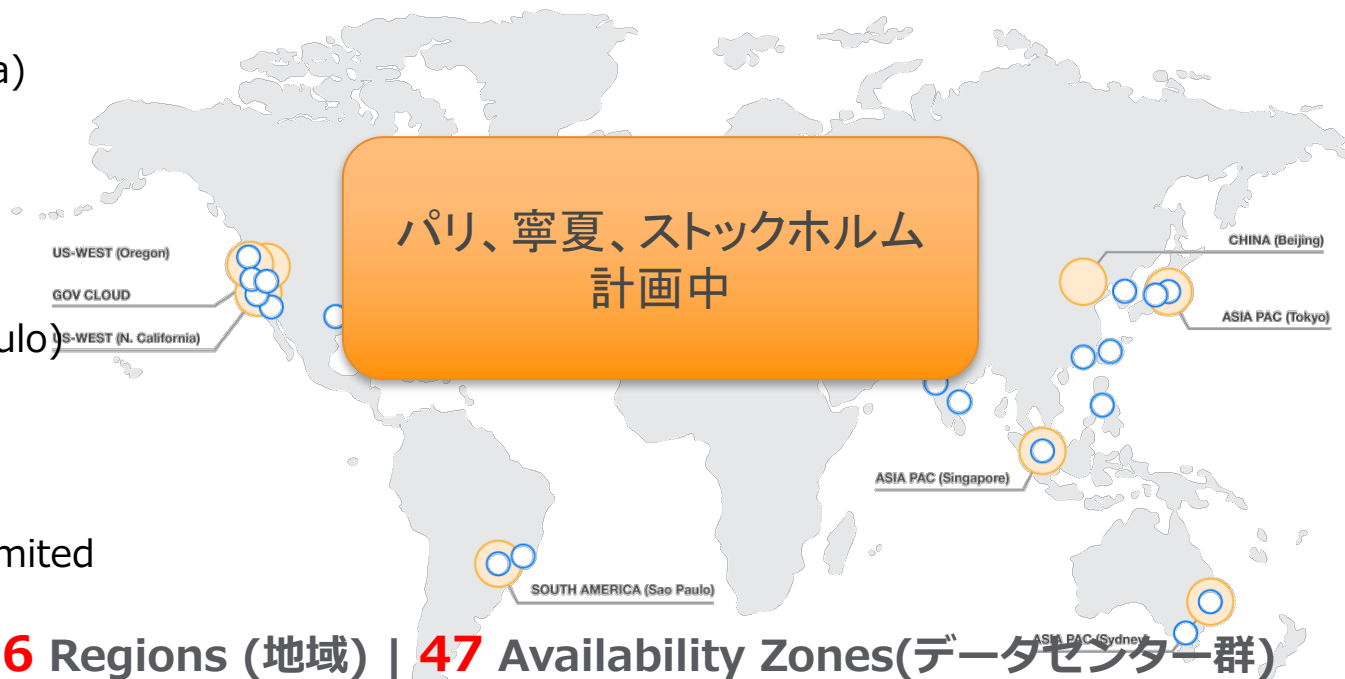 a)
パリ、寧夏、ストックホルム
計画中
US-WEST (Oregon)
CHINA (Beijing)
GOV CLOUD
ASIA PAC (Tokyo)
ulo)
US-WEST (N. California)
ASIA PAC (Singapore)
mited
SOUTH AMERICA (Sao Paulo)
ASIA PAC (Sydney)
6 Regions (地域) | 47 Availability Zones(データセンター群)